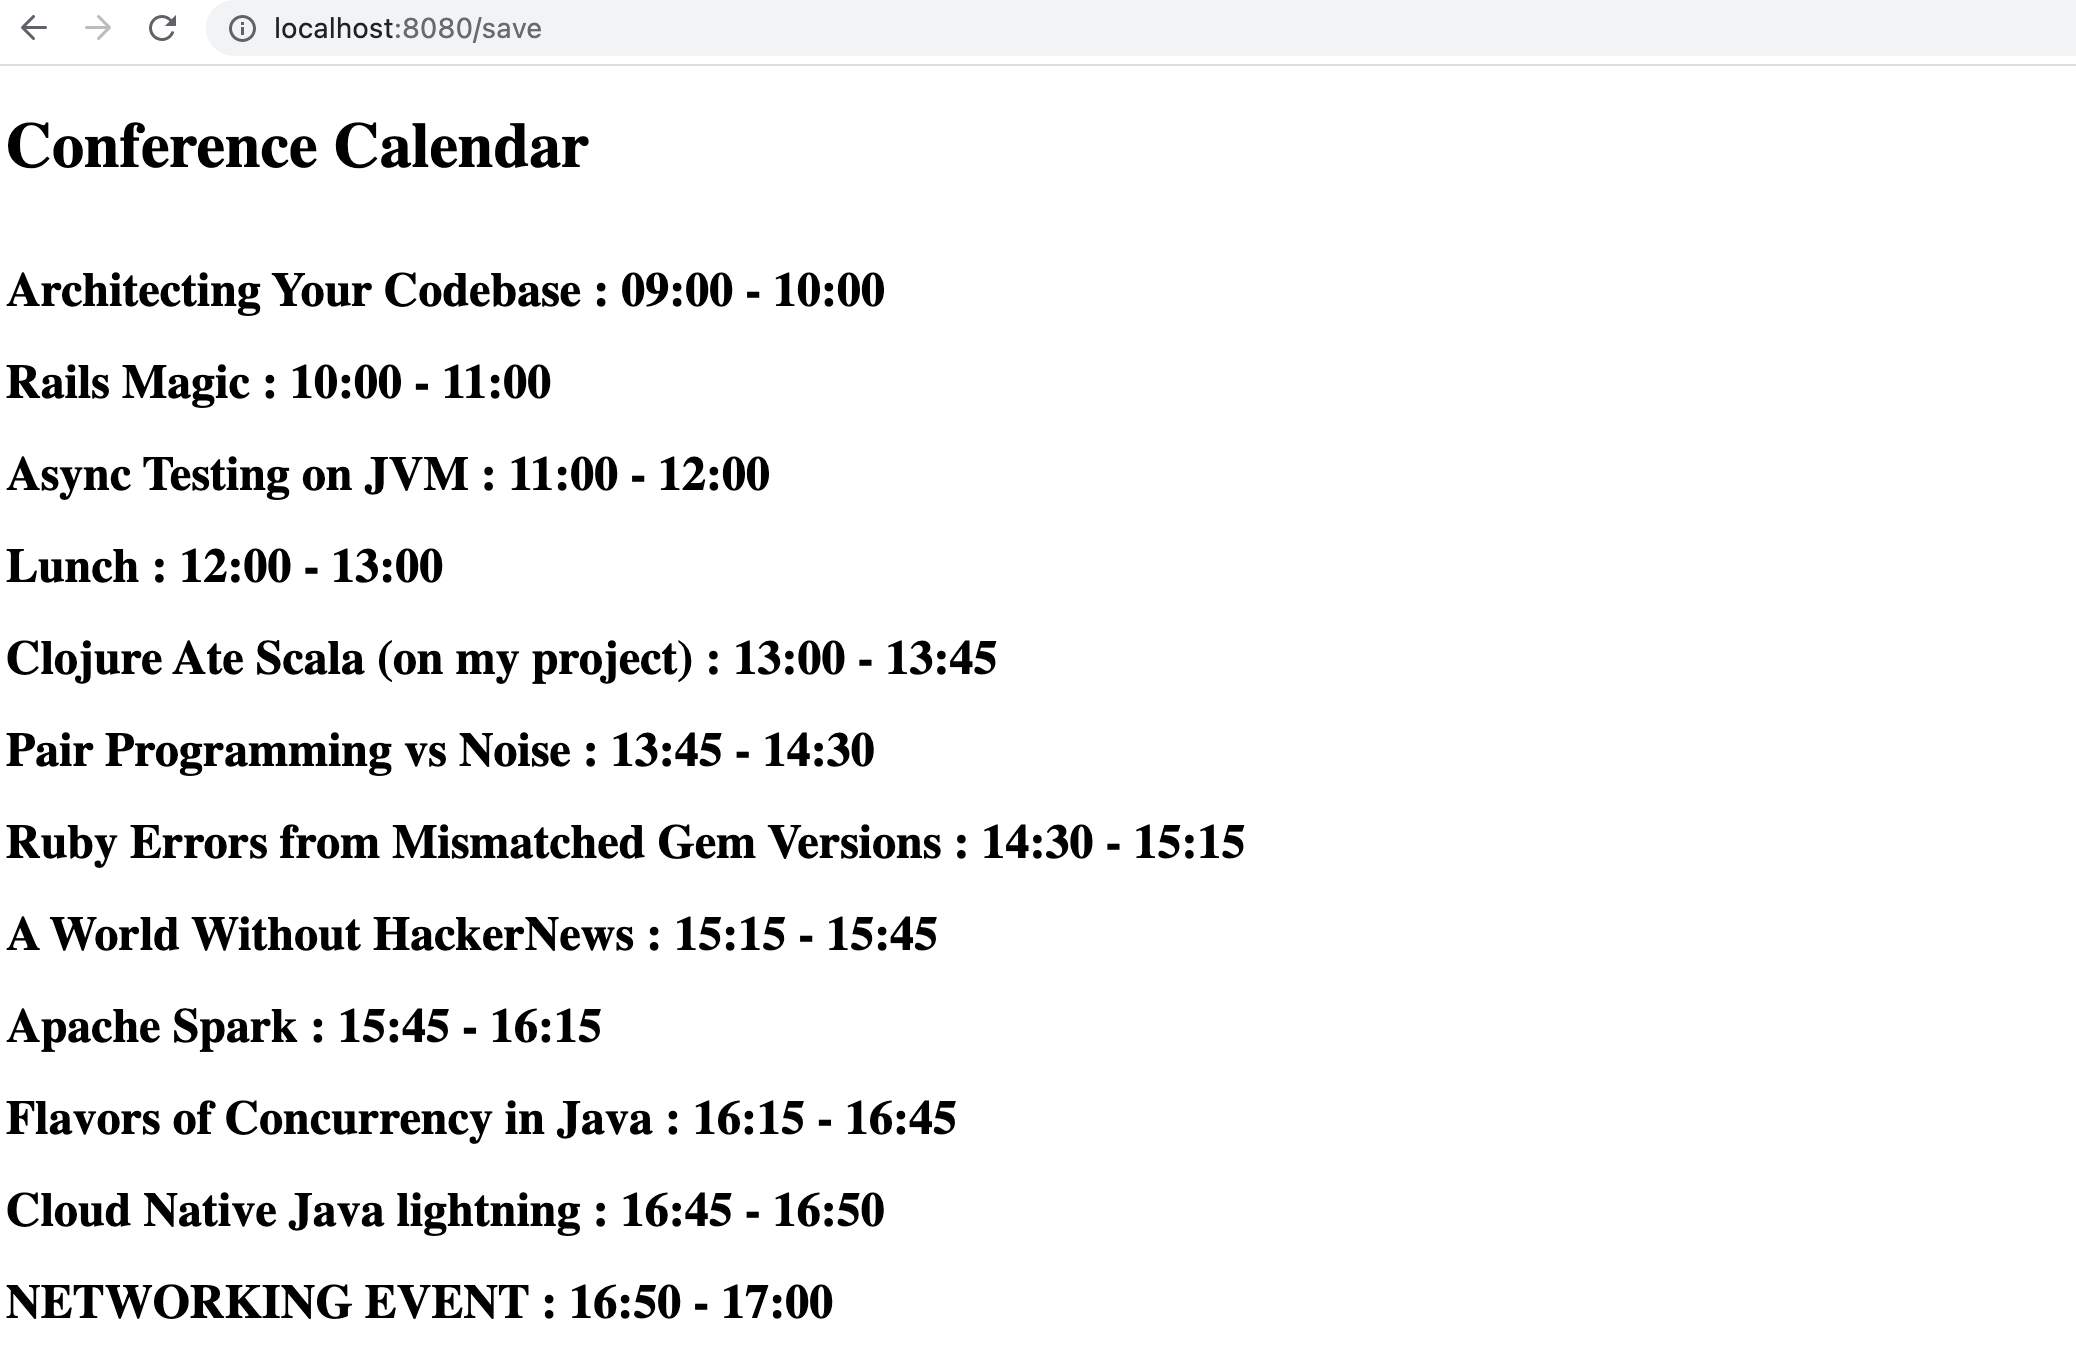 localhost:8080/save
Conference Calendar
Architecting Your Codebase : 09:00 - 10:00
Rails Magic : 10:00 - 11:00
Async Testing on JVM : 11:00 - 12:00
Lunch : 12:00 - 13:00
Clojure Ate Scala (on my project) : 13:00 - 13:45
Pair Programming vs Noise : 13:45 - 14:30
Ruby Errors from Mismatched Gem Versions : 14:30 - 15:15
A World Without HackerNews : 15:15 - 15:45
Apache Spark : 15:45 - 16:15
Flavors of Concurrency in Java : 16:15 - 16:45
Cloud Native Java lightning : 16:45 - 16:50
NETWORKING EVENT : 16:50 - 17:00